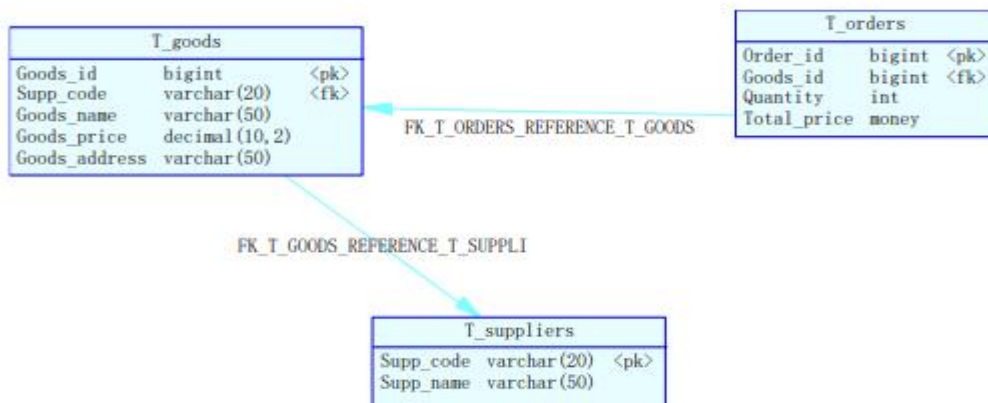 T_goods
Goods_id bigint <pk>
Supp_code varchar(20) <fk>
Goods_name varchar(50)
Goods_price decimal(10,2)
Goods_address varchar(50)
T_orders
Order_id bigint <pk>
Goods_id bigint <fk>
Quantity int
Total_price money
FK_T_ORDERS_REFERENCE_T_GOODS
FK_T_GOODS_REFERENCE_T_SUPPLI
T_suppliers
Supp_code varchar(20) <pk>
Supp_name varchar(50)